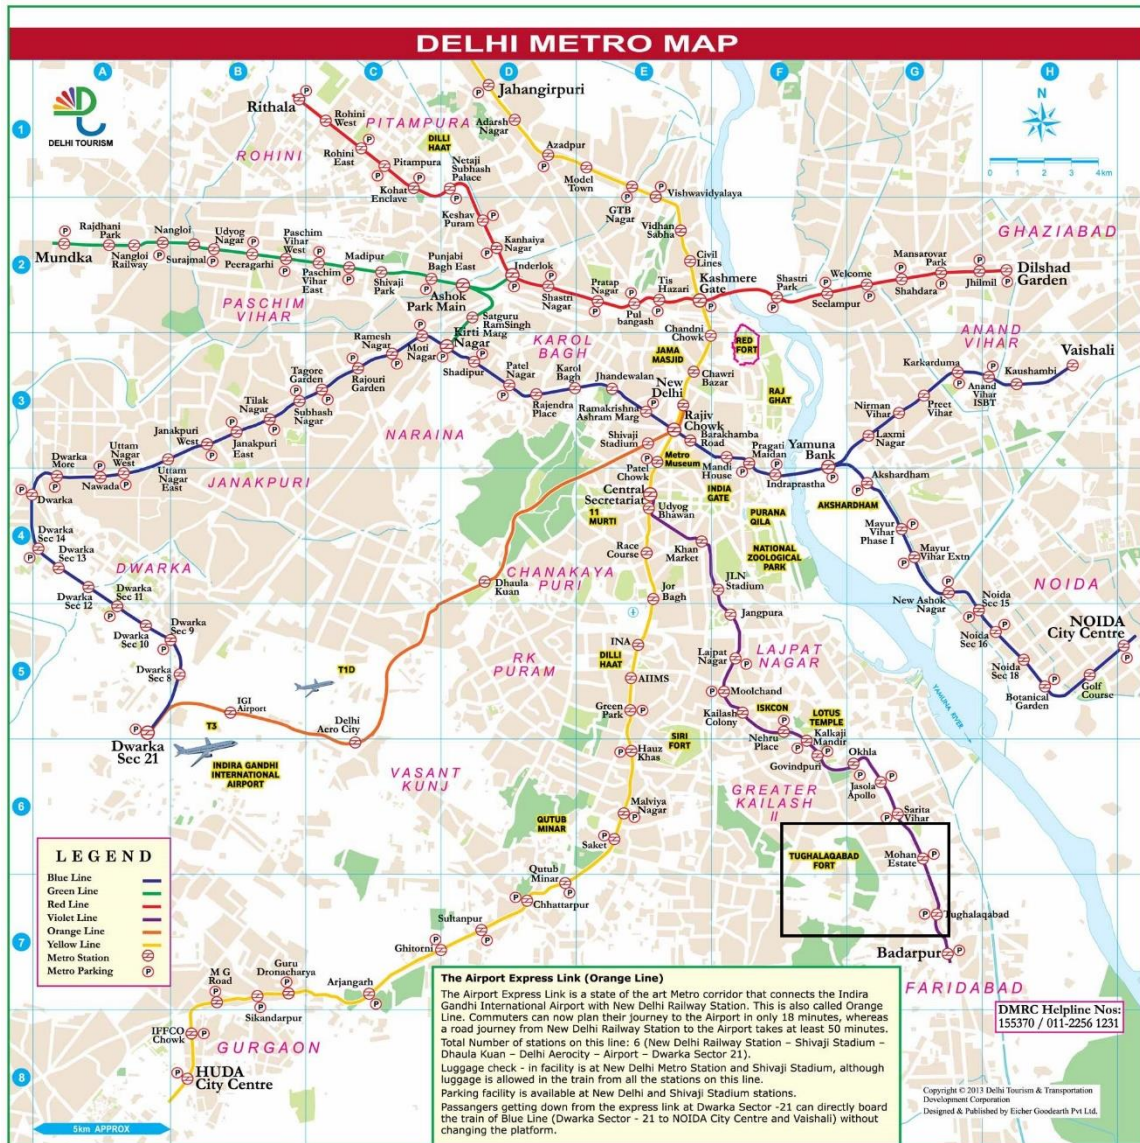 DELHI METRO MAP
A
B
C
D
E
F
G
H
1
2
3
4
5
6
7
8
DELHI TOURISM
N
0 1 2 3 4km
Rithala
Rohini
West
Rohini
East
Pitampura
Kohat
Enclave
Netaji
Subhash
Palace
Keshav
Puram
Kanhaiya
Nagar
Inderlok
Shastri
Nagar
Pratap
Nagar
Pul
bangash
Tis
Hazari
Kashmere
Gate
Shastri
Park
Seelampur
Welcome
Shahdara
Mansarovar
Park
Jhilmil
Dilshad
Garden
PITAMPURA
ROHINI
DILLI
HAAT
GHAZIABAD
Jahangirpuri
Adarsh
Nagar
Azadpur
Model
Town
GTB
Nagar
Vishwavidyalaya
Vidhan
Sabha
Civil
Lines
Chandni
Chowk
Chawri
Bazar
New
Delhi
Rajiv
Chowk
Patel
Chowk
Central
Secretariat
Udyog
Bhawan
Race
Course
Jor
Bagh
INA
AIIMS
Green
Park
Hauz
Khas
Malviya
Nagar
Saket
Qutub
Minar
Chhattarpur
Sultanpur
Ghitorni
Arjangarh
Guru
Dronacharya
Sikandarpur
M G
Road
IFFCO
Chowk
HUDA
City Centre
GURGAON
Mundka
Rajdhani
Park
Nangloi
Railway
Nangloi
Surajmal
Udyog
Nagar
Peeragarhi
Paschim
Vihar
West
Paschim
Vihar
East
Madipur
Shivaji
Park
Punjabi
Bagh East
Ashok
Park Main
Satguru
RamSingh
Marg
Kirti
Nagar
PASCHIM
VIHAR
KAROL
BAGH
JAMA
MASJID
RED
FORT
RAJ
GHAT
ANAND
VIHAR
Vaishali
Kaushambi
Anand
Vihar
ISBT
Karkarduma
Preet
Vihar
Nirman
Vihar
Laxmi
Nagar
Yamuna
Bank
Indraprastha
Pragati
Maidan
Mandi
House
Barakhamba
Road
Ramakrishna
Ashram Marg
Jhandewalan
Karol
Bagh
Rajendra
Place
Patel
Nagar
Shadipur
Moti
Nagar
Ramesh
Nagar
Rajouri
Garden
Tagore
Garden
Subhash
Nagar
Tilak
Nagar
Janakpuri
East
Janakpuri
West
Uttam
Nagar
East
Uttam
Nagar
West
Nawada
Dwarka
More
Dwarka
Dwarka
Sec 14
Dwarka
Sec 13
Dwarka
Sec 12
Dwarka
Sec 11
Dwarka
Sec 10
Dwarka
Sec 9
Dwarka
Sec 8
Dwarka
Sec 21
NARAINA
JANAKPURI
DWARKA
Shivaji
Stadium
Metro
Museum
INDIA
GATE
11
MURTI
PURANA
QILA
NATIONAL
ZOOLOGICAL
PARK
AKSHARDHAM
Akshardham
Mayur
Vihar
Phase I
Mayur
Vihar Extn
New Ashok
Nagar
Noida
Sec 15
Noida
Sec 16
Noida
Sec 18
Botanical
Garden
Golf
Course
NOIDA
City Centre
NOIDA
YAMUNA RIVER
CHANAKAYA
PURI
Dhaula
Kuan
Delhi
Aero City
IGI
Airport
T1D
T3
INDIRA GANDHI
INTERNATIONAL
AIRPORT
RK
PURAM
VASANT
KUNJ
DILLI
HAAT
SIRI
FORT
QUTUB
MINAR
Khan
Market
JLN
Stadium
Jangpura
Lajpat
Nagar
LAJPAT
NAGAR
Moolchand
Kailash
Colony
ISKCON
LOTUS
TEMPLE
Nehru
Place
Kalkaji
Mandir
Govindpuri
Okhla
Jasola
Apollo
Sarita
Vihar
GREATER
KAILASH
II
TUGHALAQABAD
FORT
Mohan
Estate
Tughalaqabad
Badarpur
FARIDABAD
LEGEND
Blue Line
Green Line
Red Line
Violet Line
Orange Line
Yellow Line
Metro Station
Metro Parking P
The Airport Express Link (Orange Line)
The Airport Express Link is a state of the art Metro corridor that connects the Indira
Gandhi International Airport with New Delhi Railway Station. This is also called Orange
Line. Commuters can now plan their journey to the Airport in only 18 minutes, whereas
a road journey from New Delhi Railway Station to the Airport takes at least 50 minutes.
Total Number of stations on this line: 6 (New Delhi Railway Station – Shivaji Stadium –
Dhaula Kuan – Delhi Aerocity – Airport – Dwarka Sector 21).
Luggage check - in facility is at New Delhi Metro Station and Shivaji Stadium, although
luggage is allowed in the train from all the stations on this line.
Parking facility is available at New Delhi and Shivaji Stadium stations.
Passengers getting down from the express link at Dwarka Sector -21 can directly board
the train of Blue Line (Dwarka Sector - 21 to NOIDA City Centre and Vaishali) without
changing the platform.
DMRC Helpline Nos:
155370 / 011-2256 1231
Copyright © 2013 Delhi Tourism & Transportation
Development Corporation
Designed & Published by Eicher Goodearth Pvt Ltd.
5km APPROX